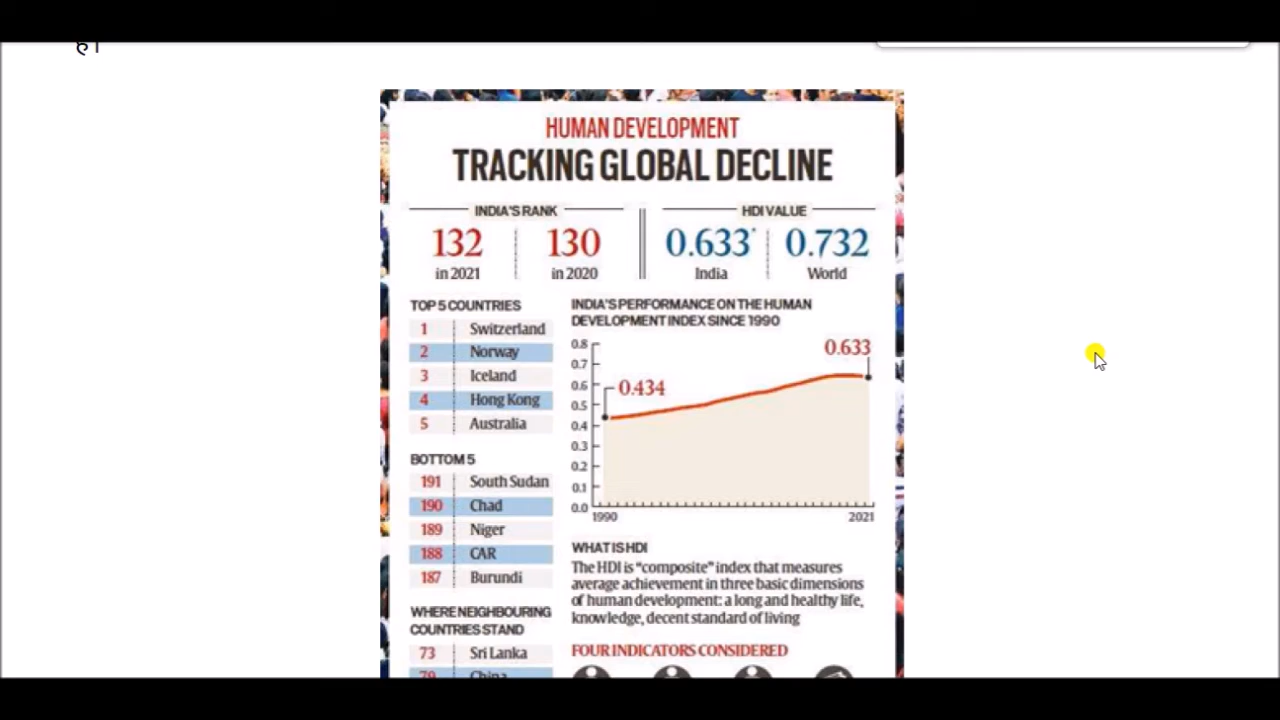 है।
HUMAN DEVELOPMENT
TRACKING GLOBAL DECLINE
INDIA'S RANK
132
in 2021
130
in 2020
HDI VALUE
0.633*
India
0.732
World
TOP 5 COUNTRIES
1 Switzerland
2 Norway
3 Iceland
4 Hong Kong
5 Australia
BOTTOM 5
191 South Sudan
190 Chad
189 Niger
188 CAR
187 Burundi
WHERE NEIGHBOURING
COUNTRIES STAND
73 Sri Lanka
79 China
INDIA'S PERFORMANCE ON THE HUMAN
DEVELOPMENT INDEX SINCE 1990
0.8
0.7
0.6
0.5
0.4
0.3
0.2
0.1
0.0
0.434
0.633
1990
2021
WHAT IS HDI
The HDI is “composite” index that measures
average achievement in three basic dimensions
of human development: a long and healthy life,
knowledge, decent standard of living
FOUR INDICATORS CONSIDERED